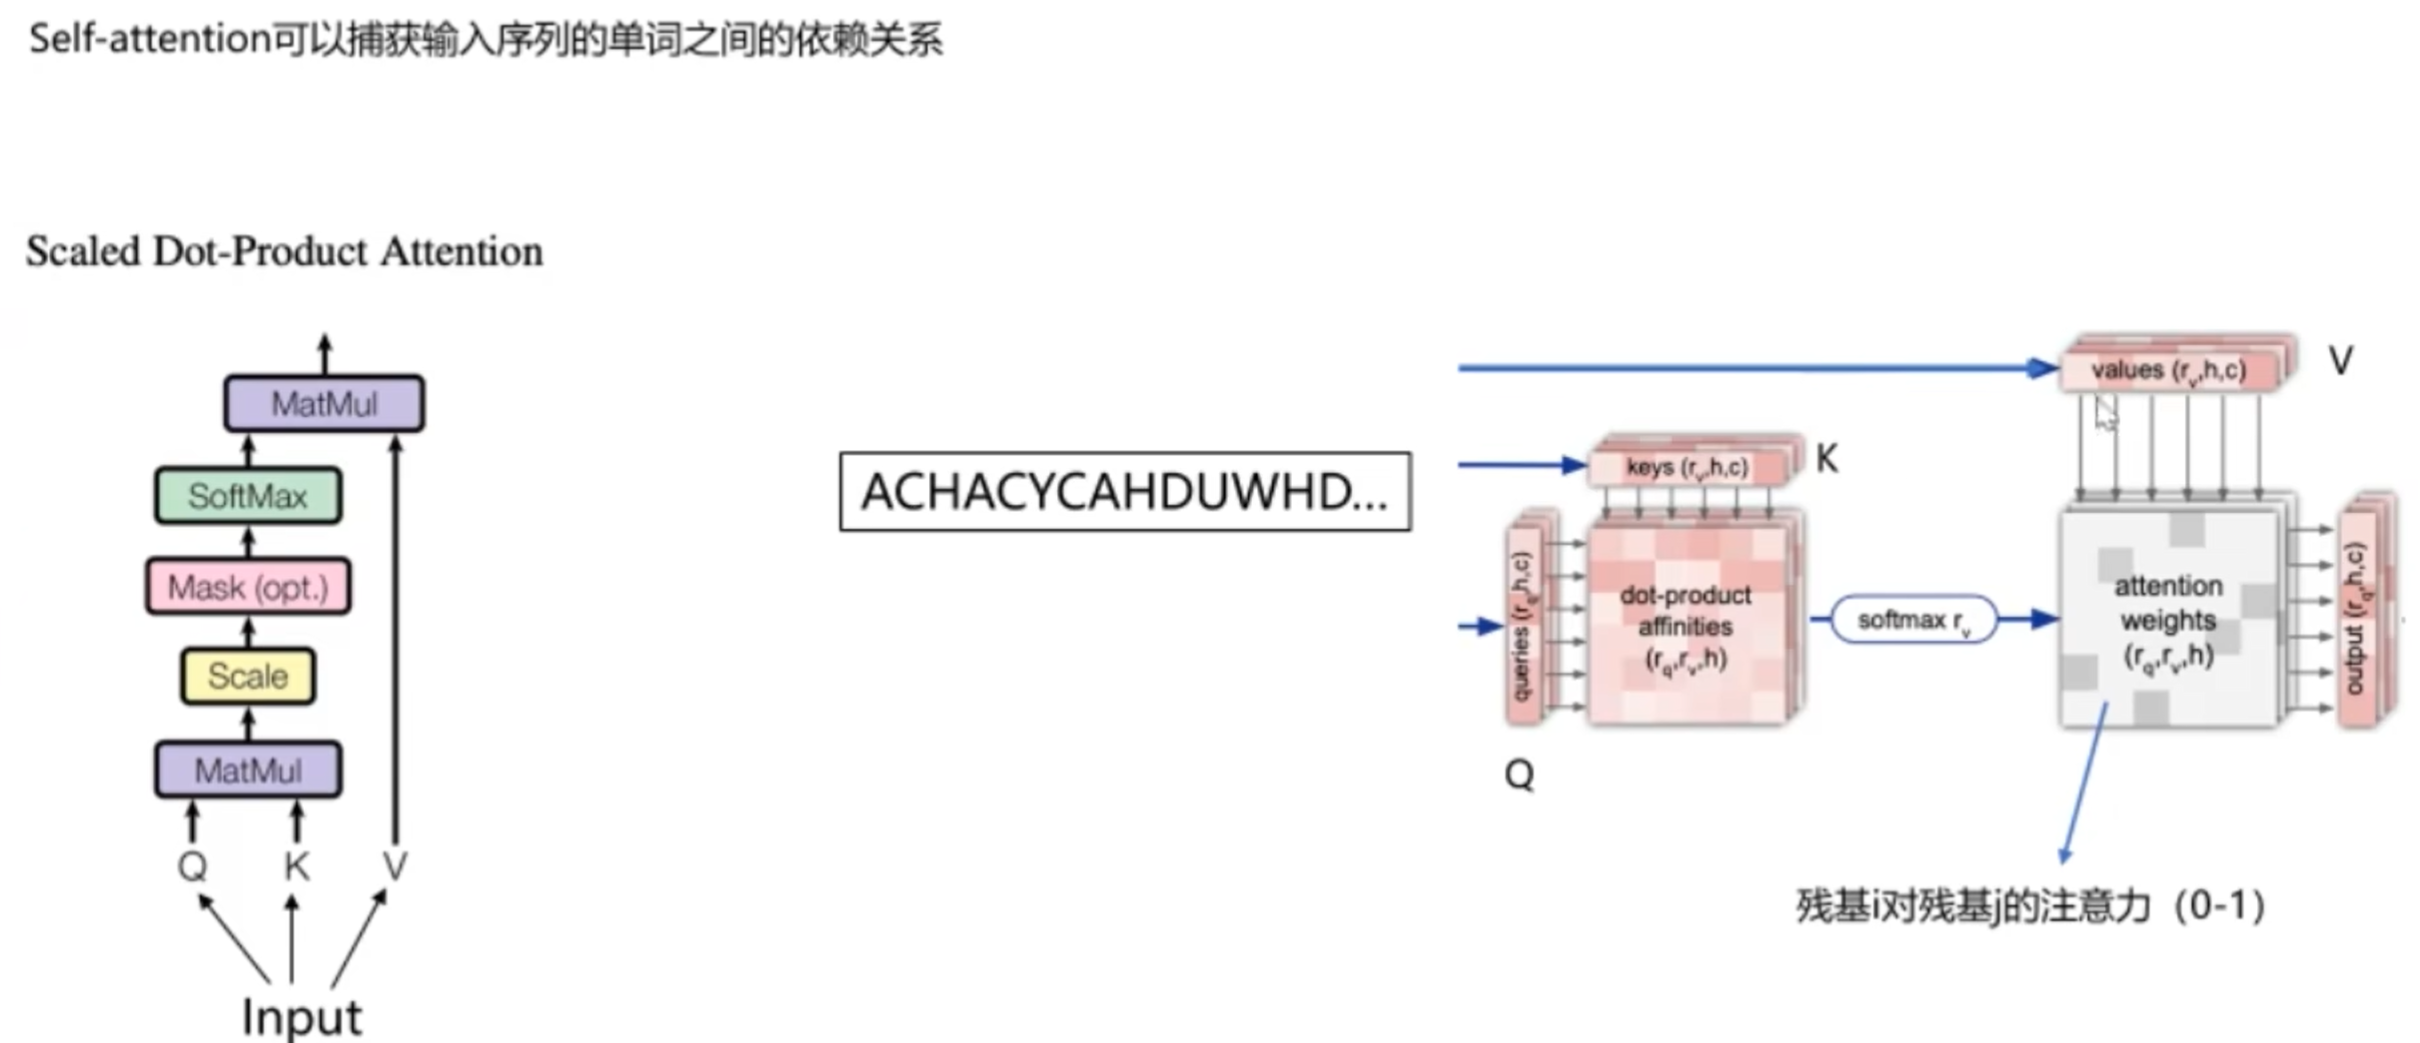 Self-attention可以捕获输入序列的单词之间的依赖关系
Scaled Dot-Product Attention
MatMul
SoftMax
Mask (opt.)
Scale
MatMul
Q
K
V
Input
ACHACYCAHDUWHD...
values (rv,h,c)
V
keys (rv,h,c)
K
queries (rq,h,c)
Q
dot-product
affinities
(rq,rv,h)
softmax rv
attention
weights
(rq,rv,h)
output (rq,h,c)
残基i对残基j的注意力（0-1）